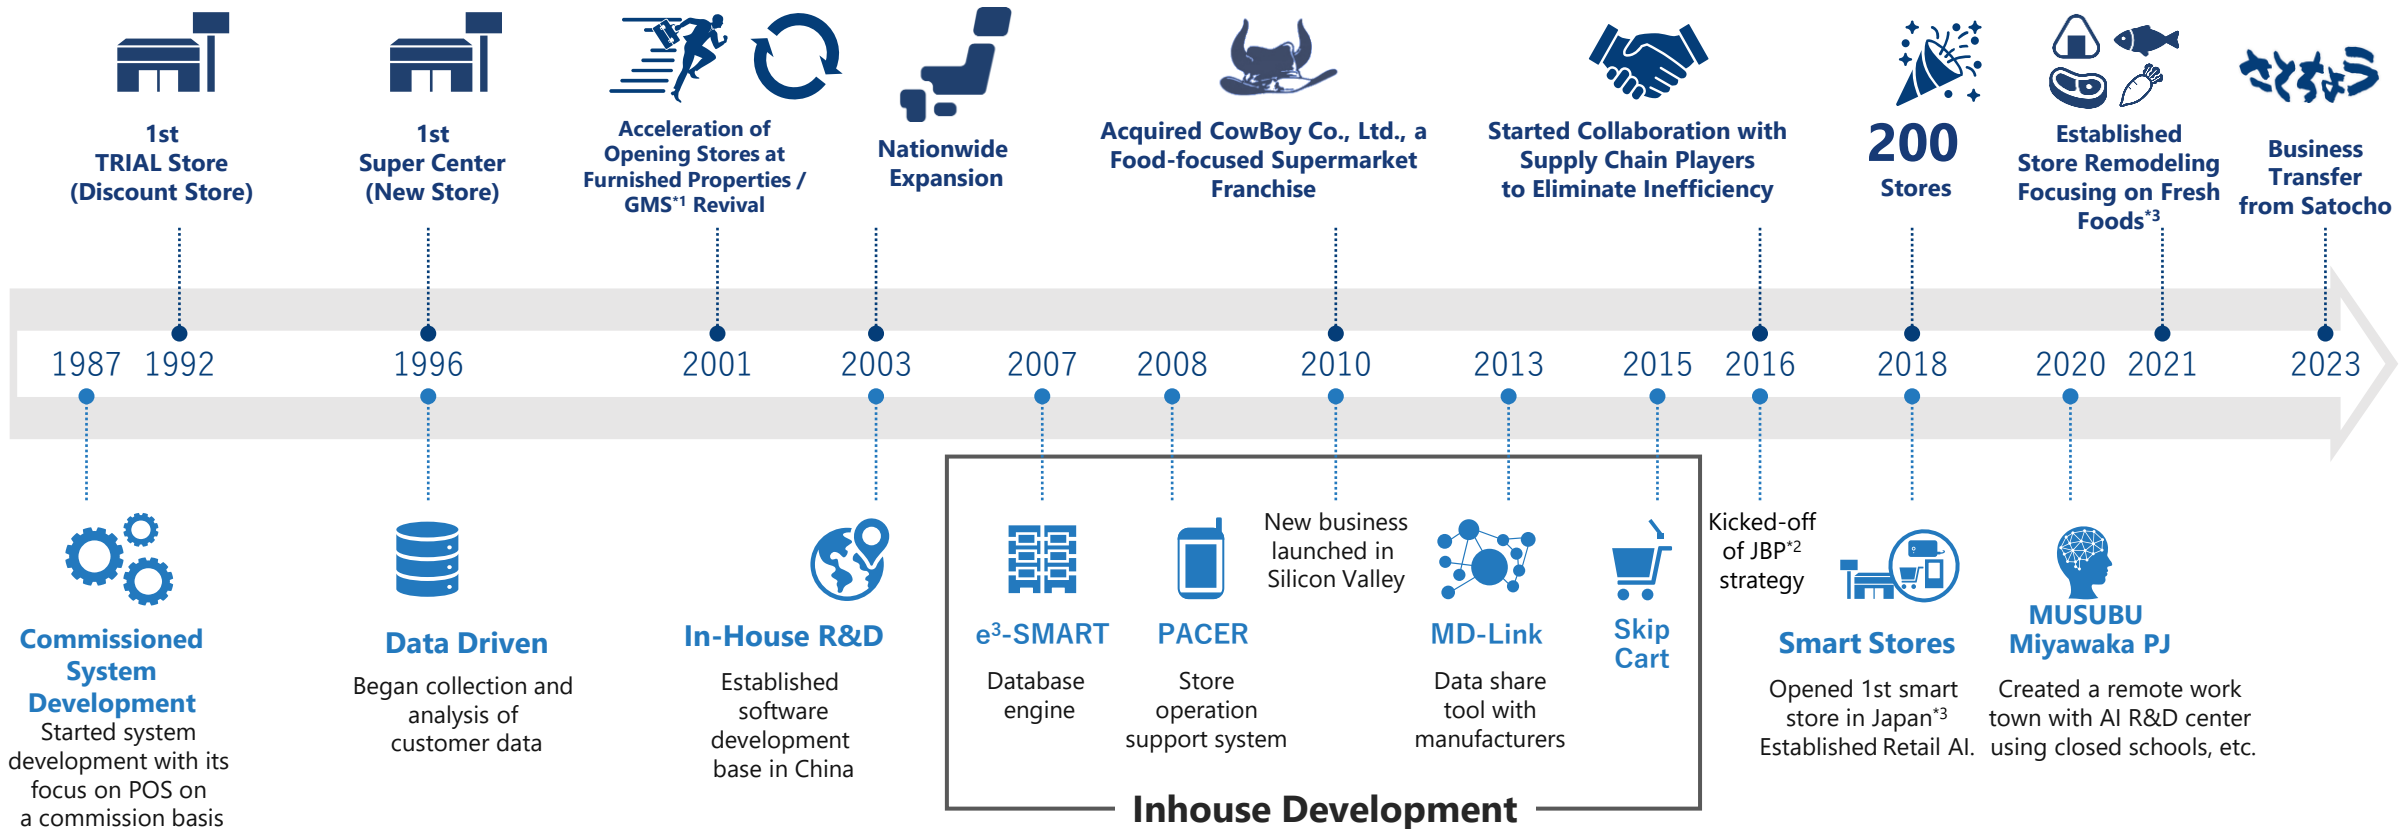 1st
TRIAL Store
(Discount Store)
1st
Super Center
(New Store)
Acceleration of
Opening Stores at
Furnished Properties /
GMS*1 Revival
Nationwide
Expansion
Acquired CowBoy Co., Ltd., a
Food-focused Supermarket
Franchise
Started Collaboration with
Supply Chain Players
to Eliminate Inefficiency
200
Stores
Established
Store Remodeling
Focusing on Fresh
Foods*3
さとちょう
Business
Transfer
from Satocho
1987 1992 1996 2001 2003 2007 2008 2010 2013 2015 2016 2018 2020 2021 2023
Commissioned
System
Development
Started system
development with its
focus on POS on
a commission basis
Data Driven
Began collection and
analysis of
customer data
In-House R&D
Established
software
development
base in China
e³-SMART
Database
engine
PACER
Store
operation
support system
New business
launched in
Silicon Valley
MD-Link
Data share
tool with
manufacturers
Skip
Cart
Inhouse Development
Kicked-off
of JBP*2
strategy
Smart Stores
Opened 1st smart
store in Japan*3
Established Retail AI.
MUSUBU
Miyawaka PJ
Created a remote work
town with AI R&D center
using closed schools, etc.